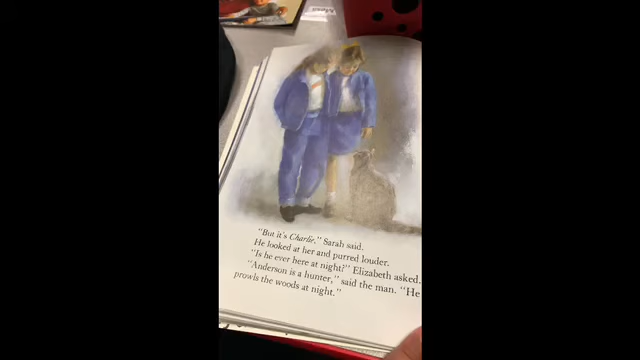 "But it's Charlie." Sarah said.
He looked at her and purred louder.
"Is he ever here at night?" Elizabeth asked.
"Anderson is a hunter," said the man. "He
prowls the woods at night."